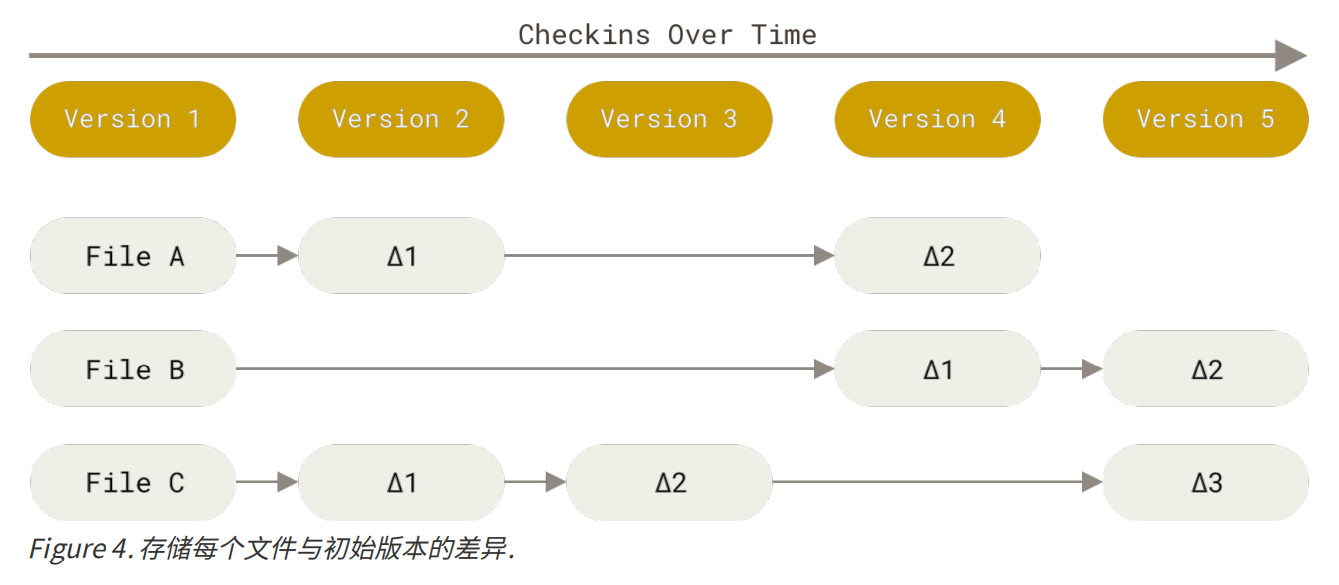 Checkins Over Time
Version 1 Version 2 Version 3 Version 4 Version 5
File A Δ1 Δ2
File B Δ1 Δ2
File C Δ1 Δ2 Δ3
Figure 4. 存储每个文件与初始版本的差异.